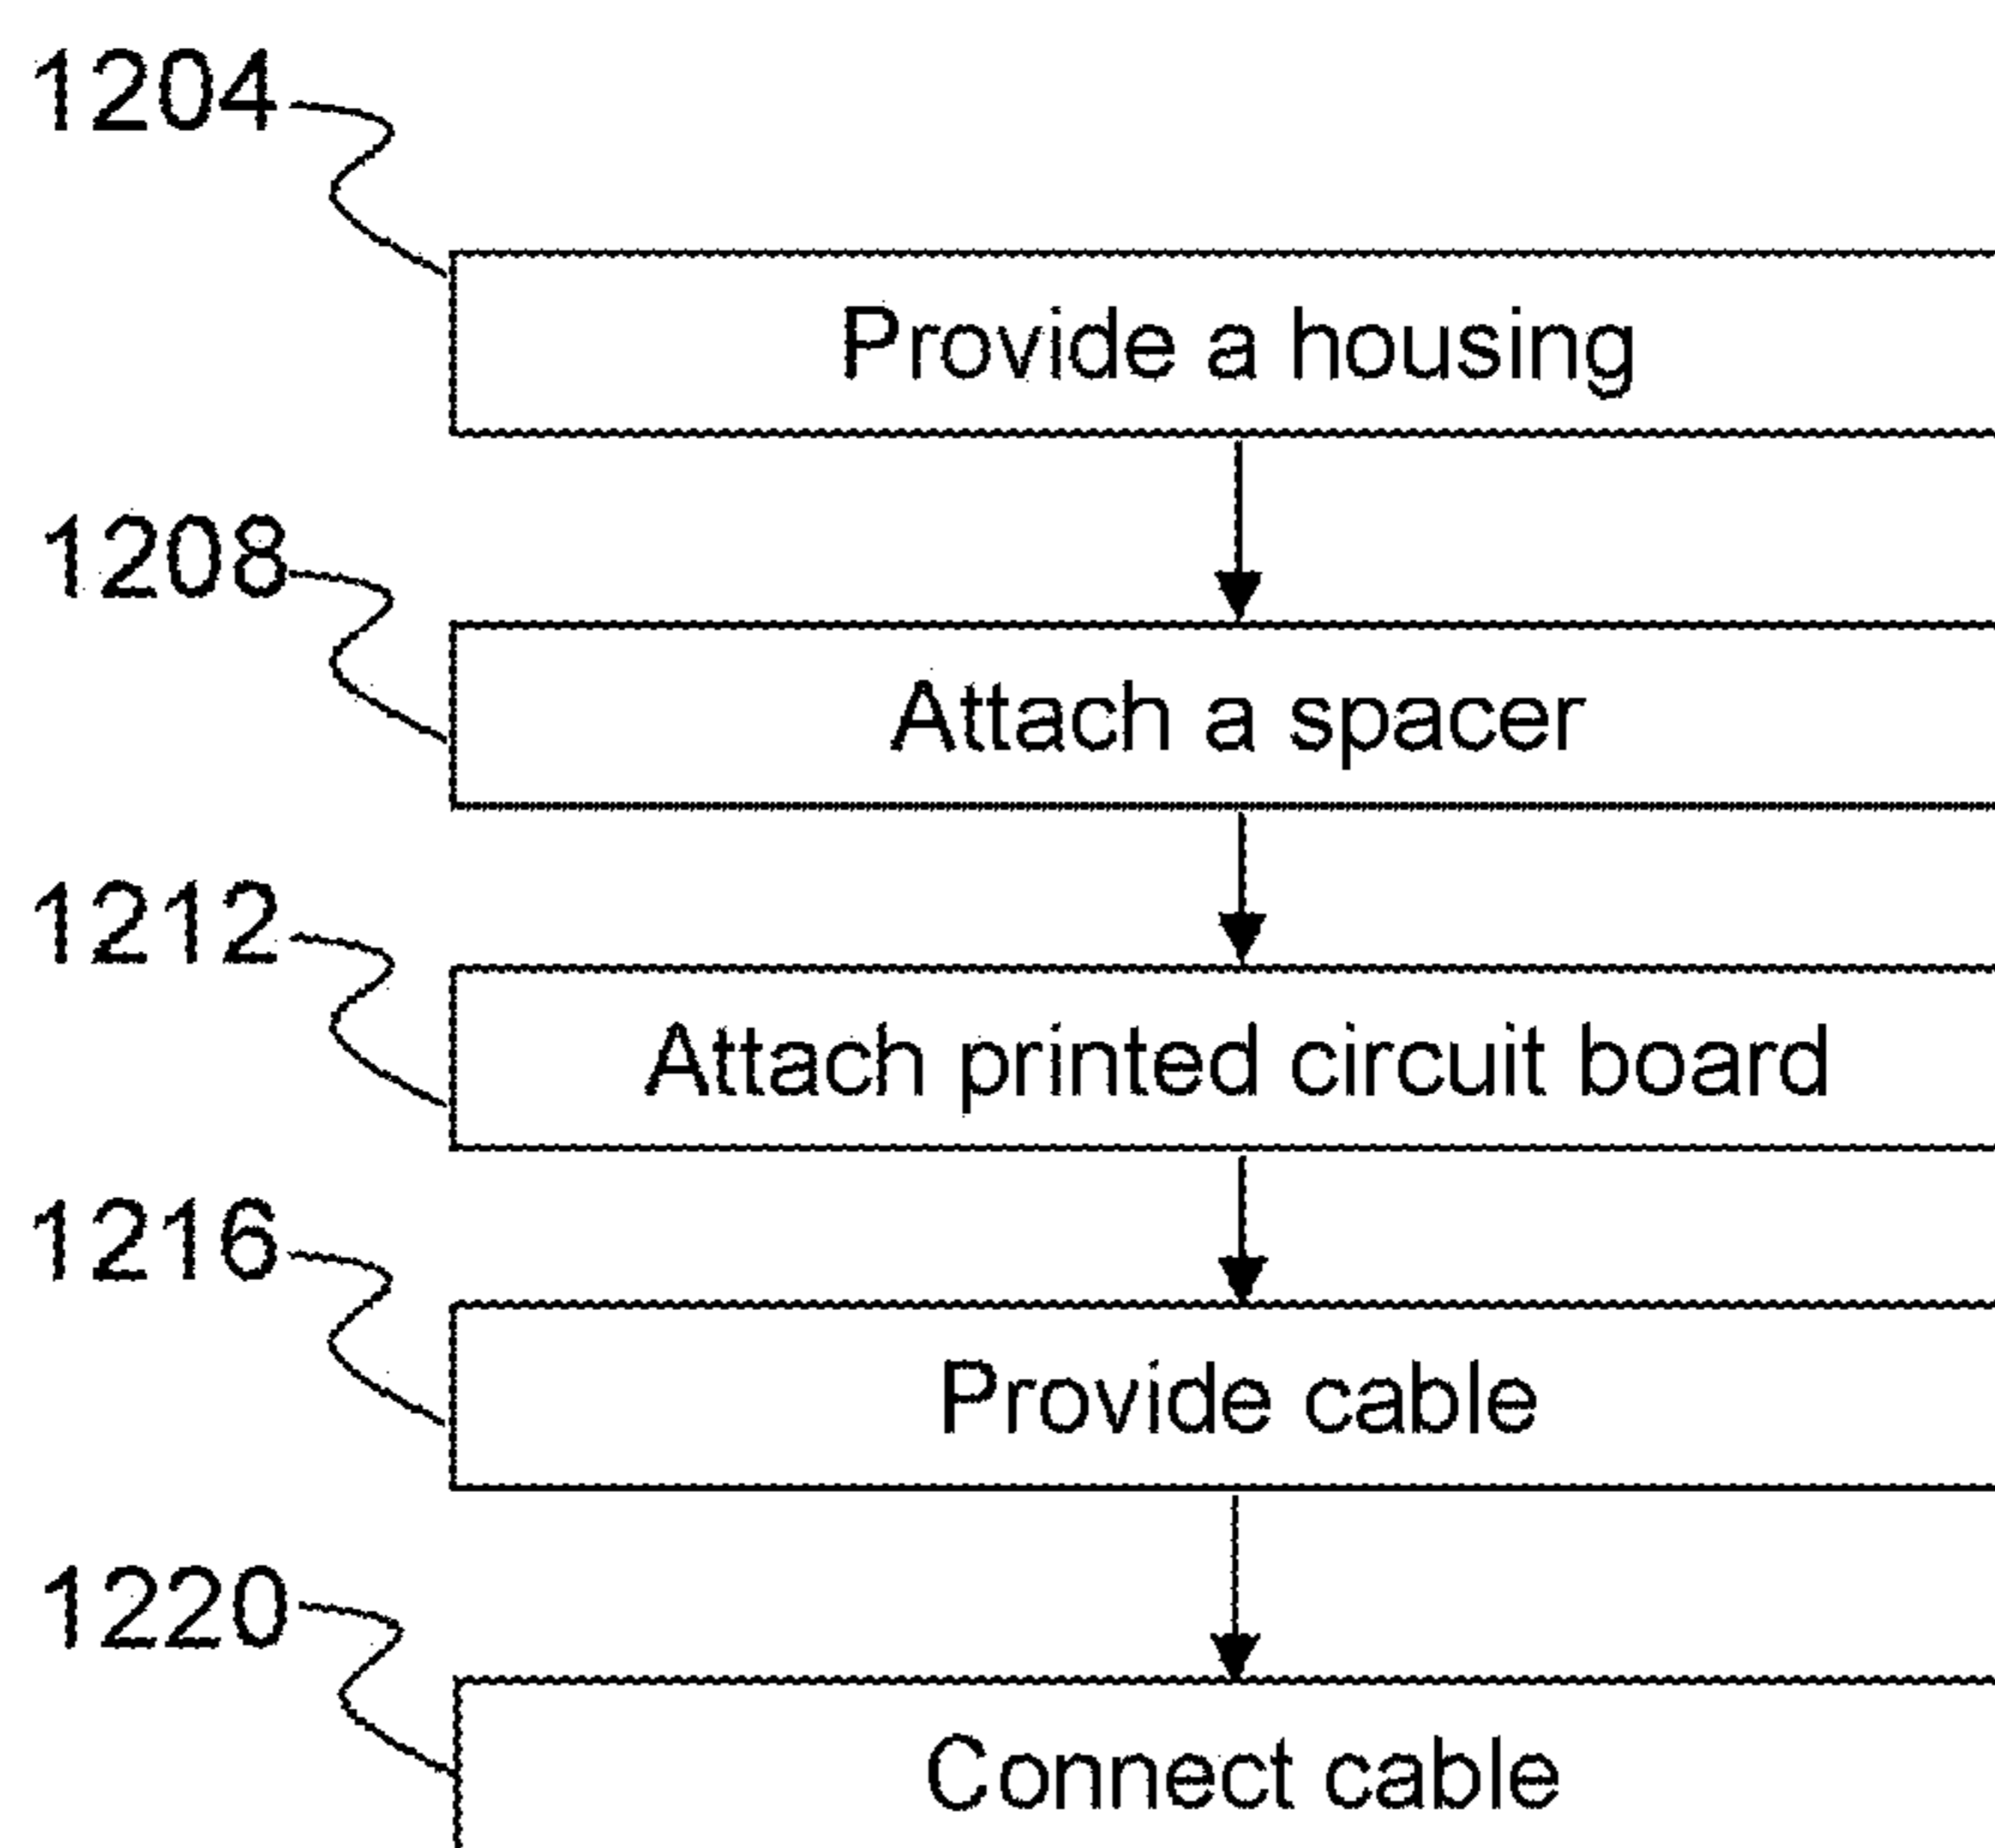 1204
Provide a housing
1208
Attach a spacer
1212
Attach printed circuit board
1216
Provide cable
1220
Connect cable